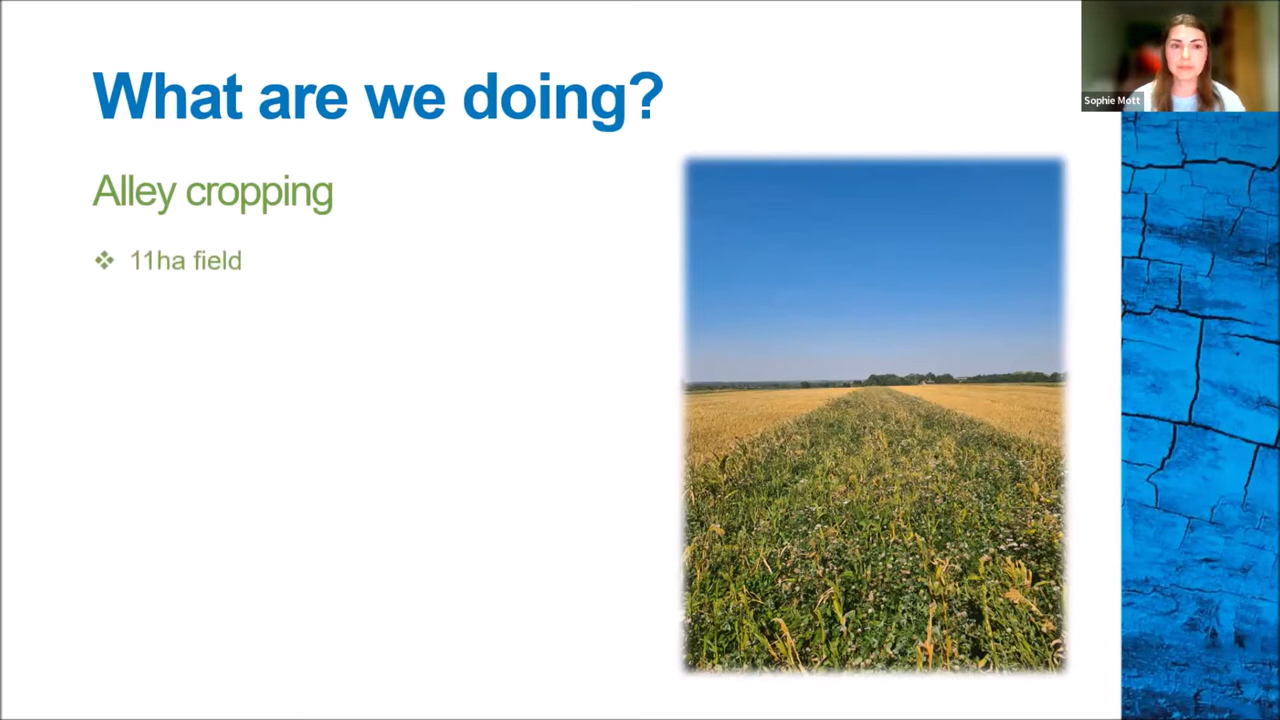 What are we doing?
Alley cropping
❖ 11ha field
Sophie Mott